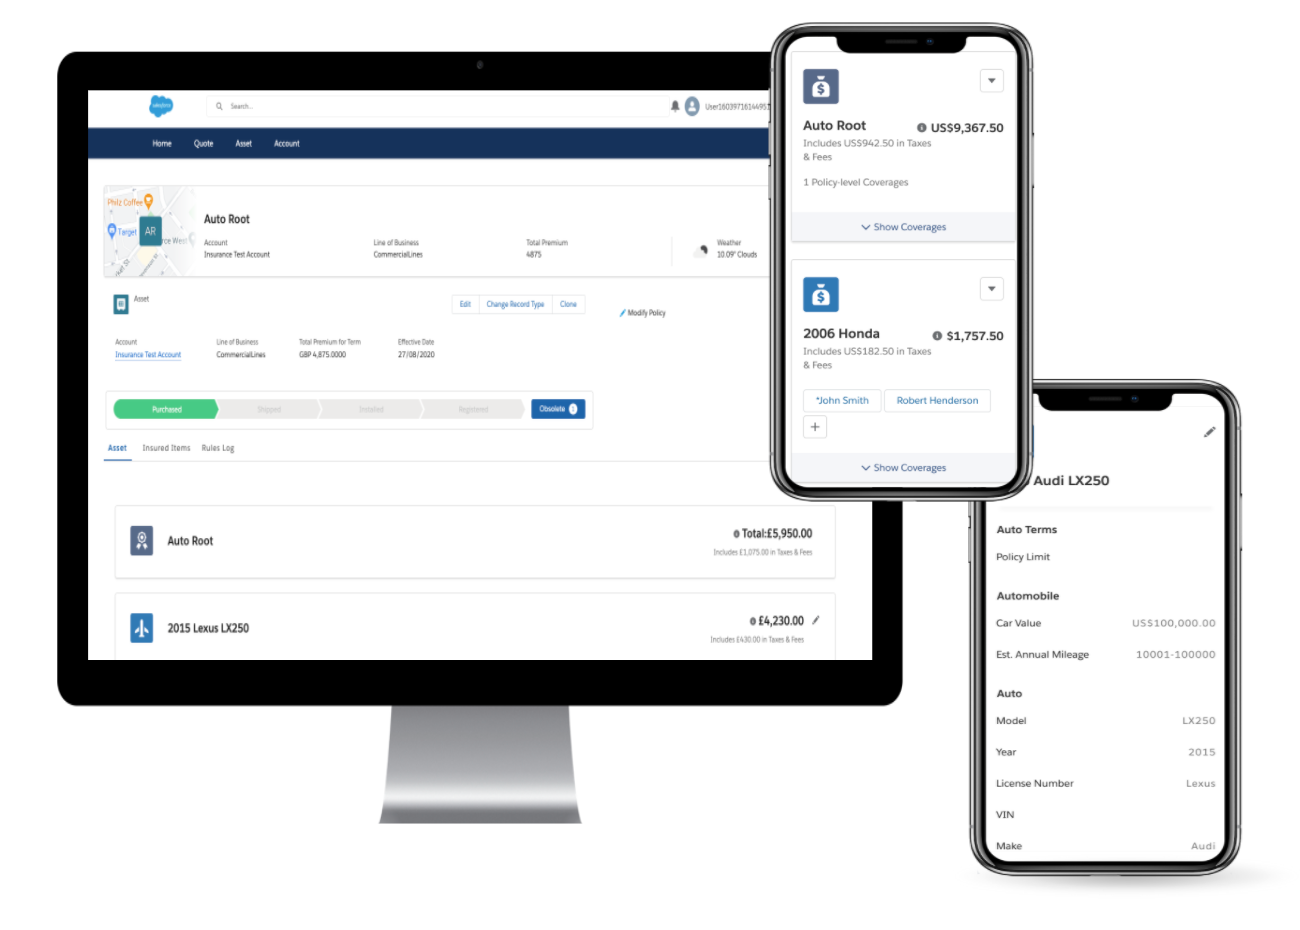 salesforce
Search...
User16039716144951
Home Quote Asset Account
Philz Coffee
Target
AR
rce West
Auto Root
Account
Insurance Test Account
Line of Business
CommercialLines
Total Premium
4875
Weather
10.09° Clouds
Asset
Edit Change Record Type Clone
Modify Policy
Account
Insurance Test Account
Line of Business
CommercialLines
Total Premium for Term
GBP 4,875.0000
Effective Date
27/08/2020
Purchased Shipped Installed Registered Obsolete
Asset Insured Items Rules Log
Auto Root
Total:£5,950.00
Includes £1,075.00 in Taxes & Fees
2015 Lexus LX250
£4,230.00
Includes £430.00 in Taxes & Fees
Auto Root
US$9,367.50
Includes US$942.50 in Taxes
& Fees
1 Policy-level Coverages
Show Coverages
2006 Honda
$1,757.50
Includes US$182.50 in Taxes
& Fees
*John Smith Robert Henderson
+
Show Coverages
Audi LX250
Auto Terms
Policy Limit
Automobile
Car Value US$100,000.00
Est. Annual Mileage 10001-100000
Auto
Model LX250
Year 2015
License Number Lexus
VIN
Make Audi